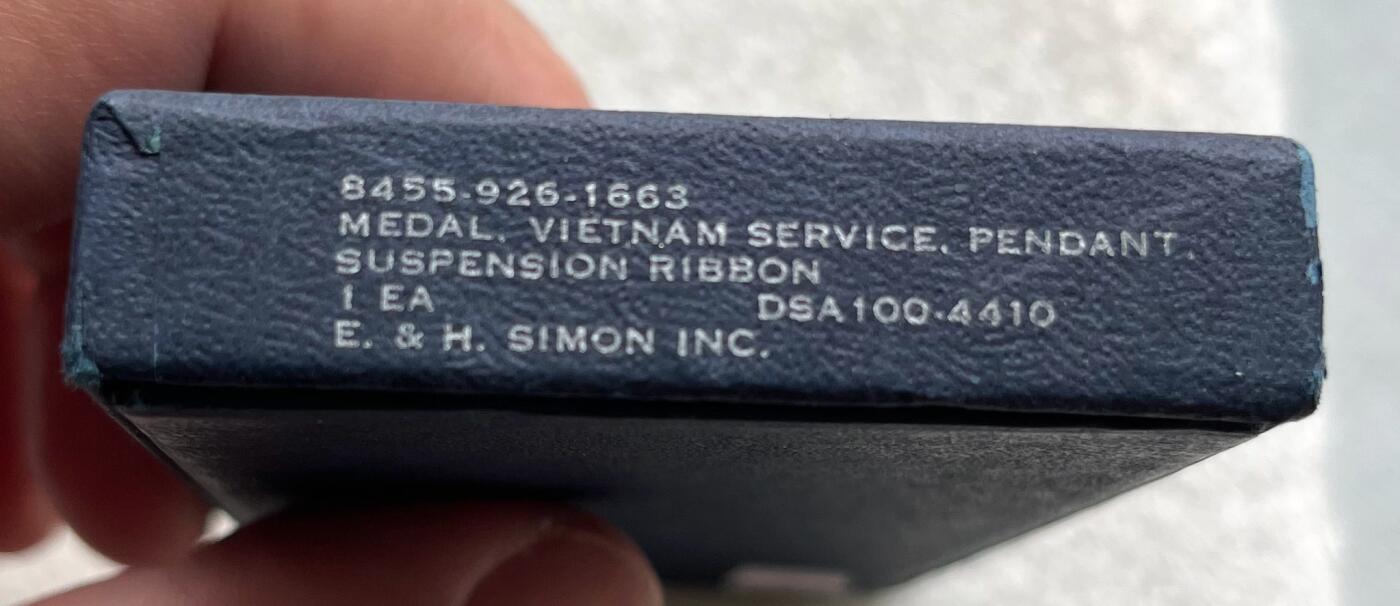 8455-926-1663
MEDAL, VIETNAM SERVICE, PENDANT,
SUSPENSION RIBBON
1 EA DSA100-4410
E. & H. SIMON INC.